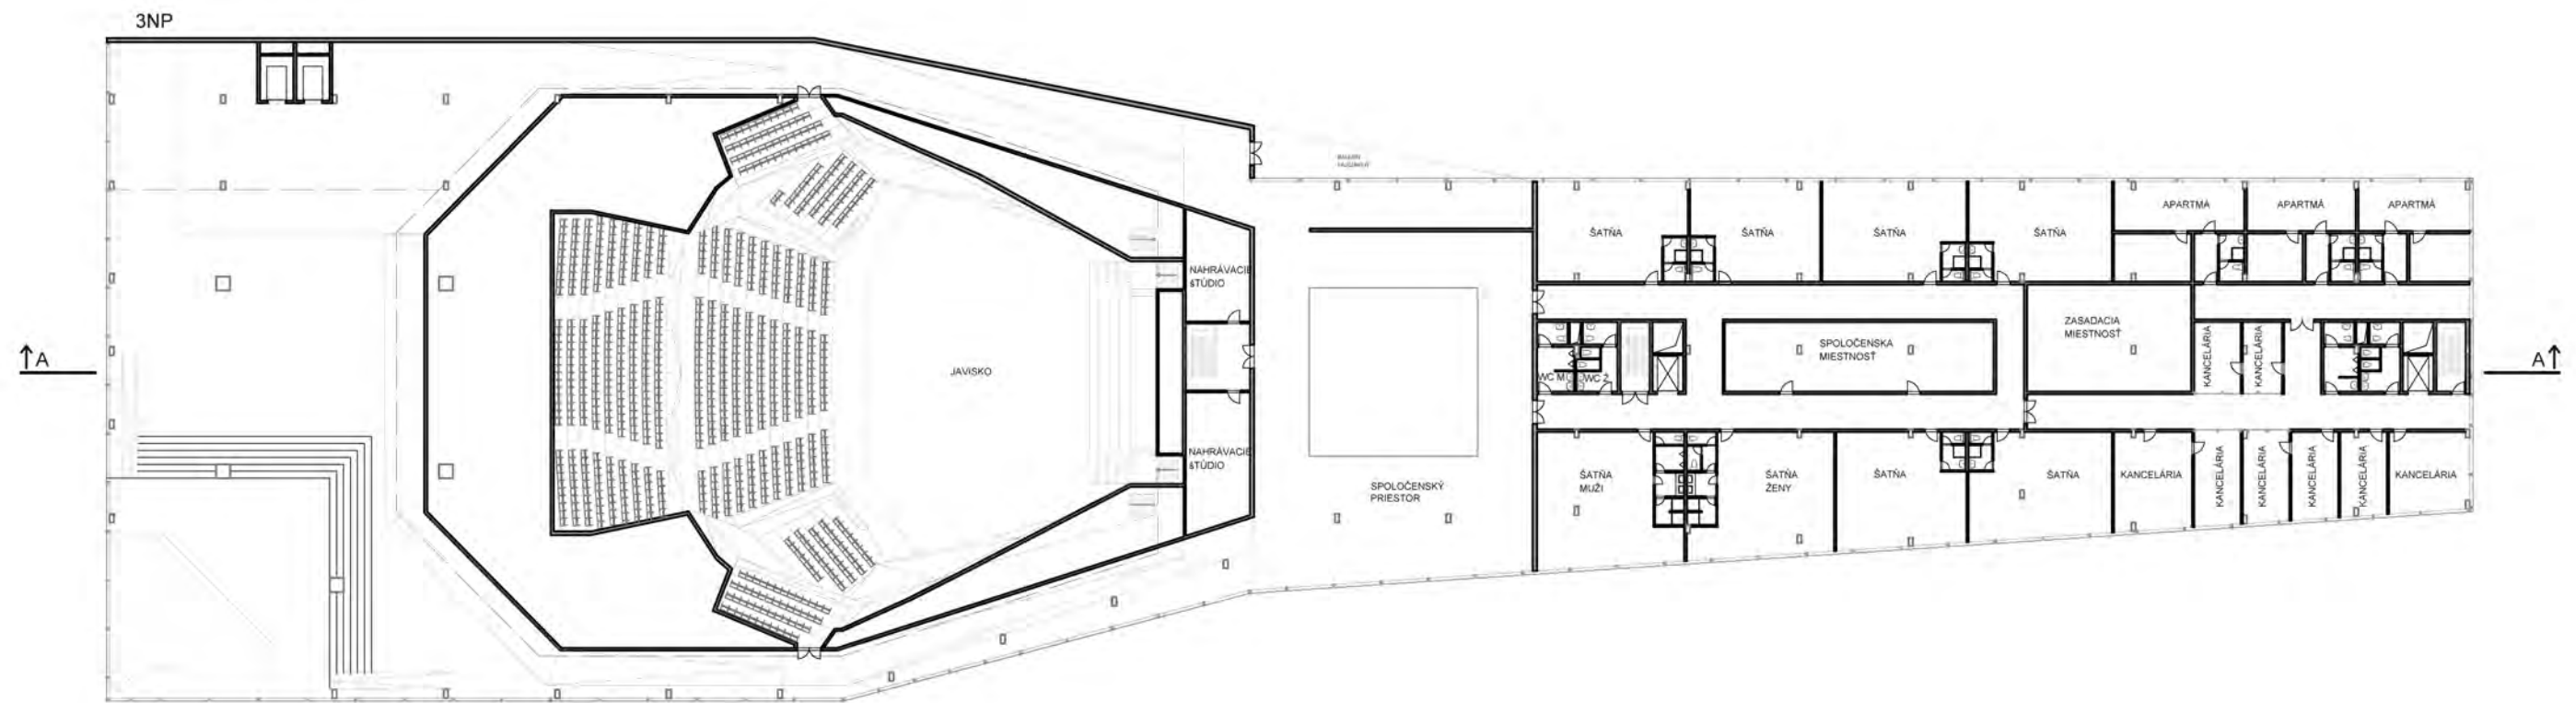 3NP
APARTMÁ
APARTMÁ
APARTMÁ
ŠATŇA
ŠATŇA
ŠATŇA
ŠATŇA
NAHRÁVACIE
šTÚDIO
ZASADACIA
MIESTNOSŤ
SPOLOČENSKA
MIESTNOSŤ
KANCELÁRIA
KANCELÁRIA
A
A
JAVISKO
WC M
WC Ž
NAHRÁVACIE
šTÚDIO
SPOLOČENSKÝ
PRIESTOR
ŠATŇA
MUŽI
ŠATŇA
ŽENY
ŠATŇA
ŠATŇA
KANCELÁRIA
KANCELÁRIA
KANCELÁRIA
KANCELÁRIA
KANCELÁRIA
KANCELÁRIA